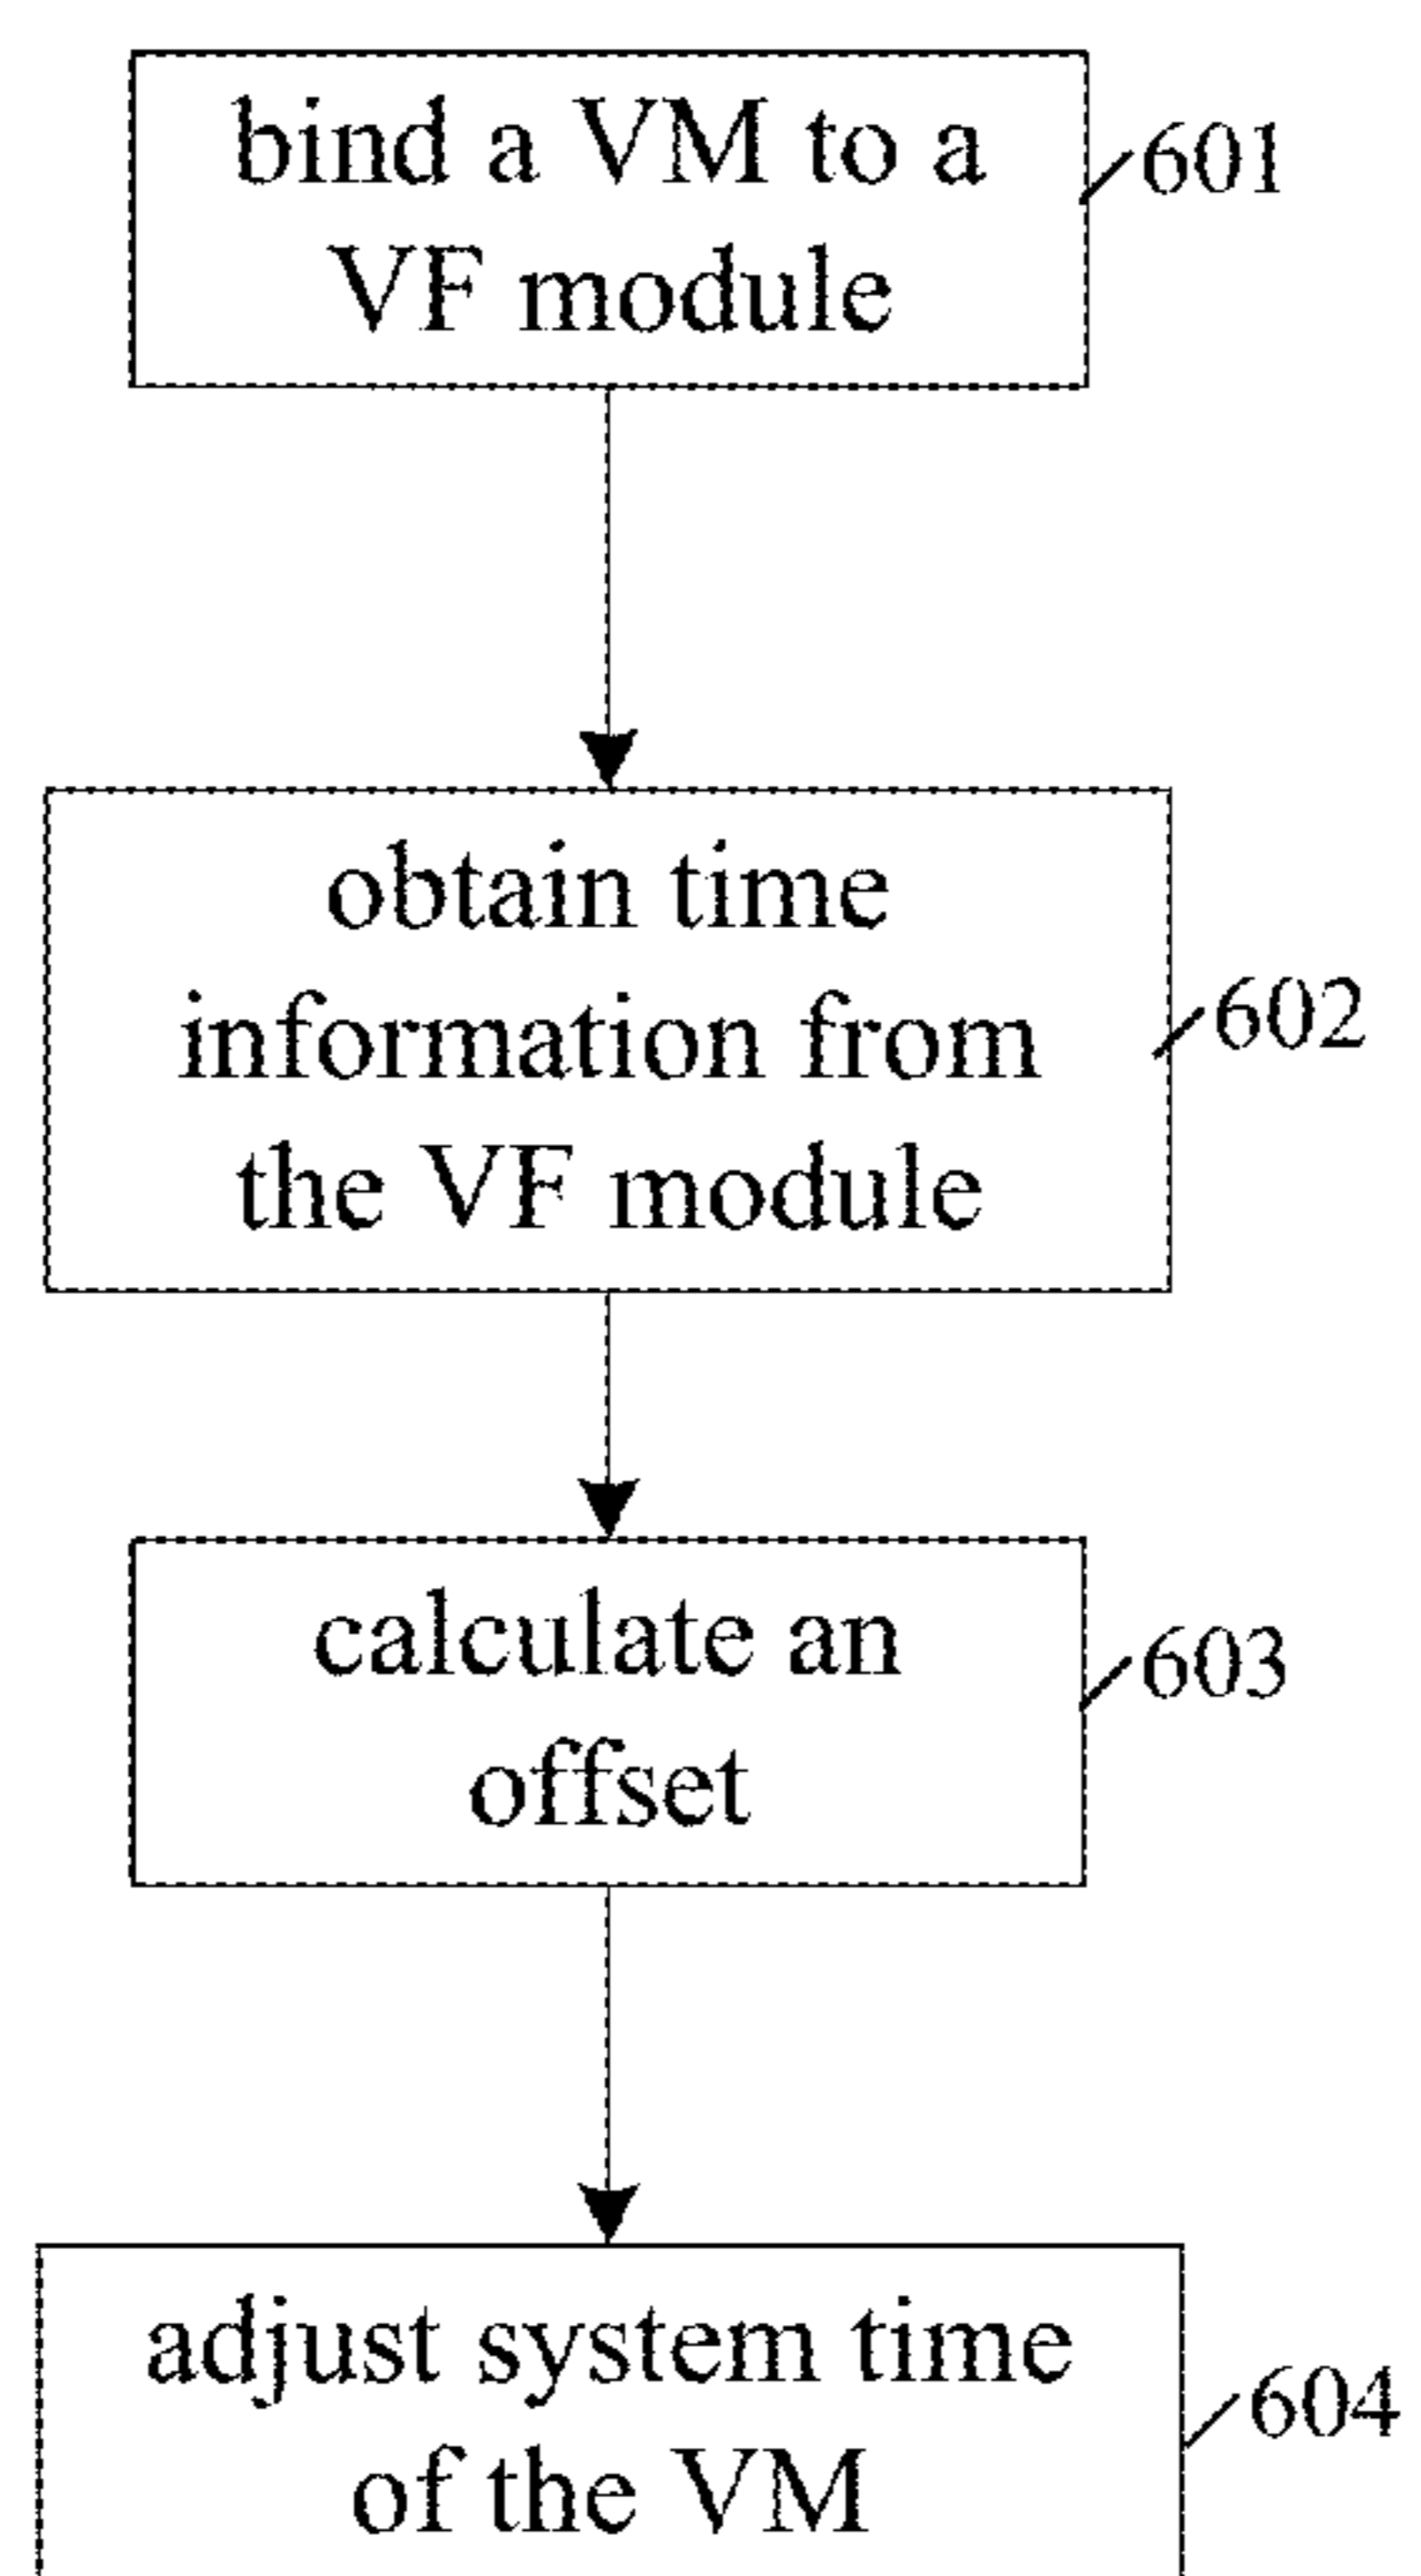 bind a VM to a
VF module
601
obtain time
information from
the VF module
602
calculate an
offset
603
adjust system time
of the VM
604